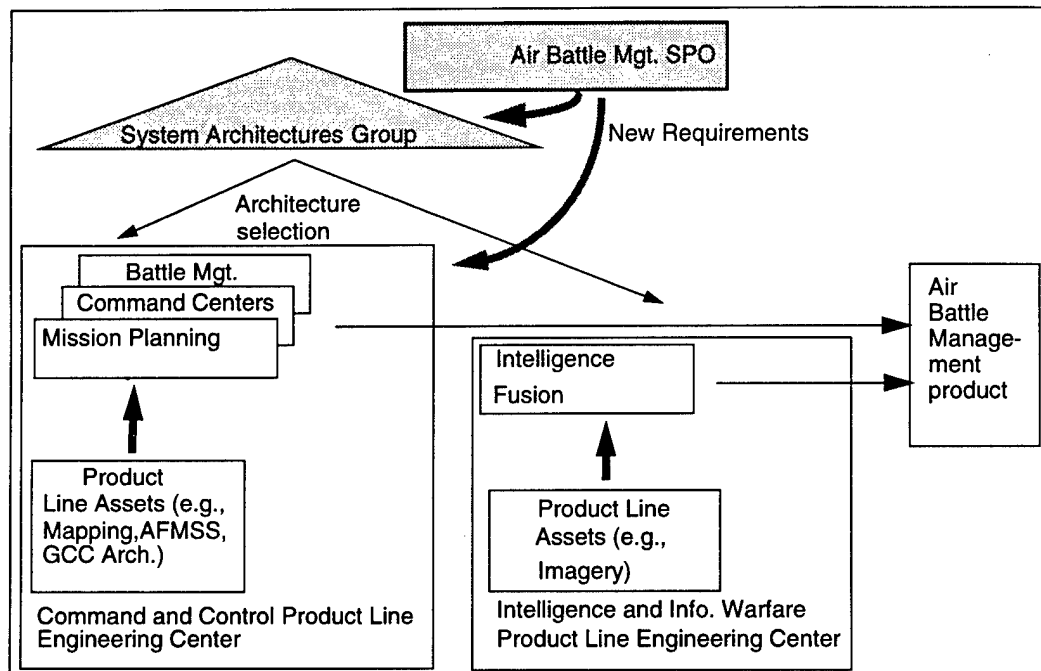 Air Battle Mgt. SPO
System Architectures Group
New Requirements
Architecture
selection
Battle Mgt.
Command Centers
Mission Planning
Product
Line Assets (e.g.,
Mapping,AFMSS,
GCC Arch.)
Command and Control Product Line
Engineering Center
Intelligence
Fusion
Product Line
Assets (e.g.,
Imagery)
Intelligence and Info. Warfare
Product Line Engineering Center
Air
Battle
Manage-
ment
product